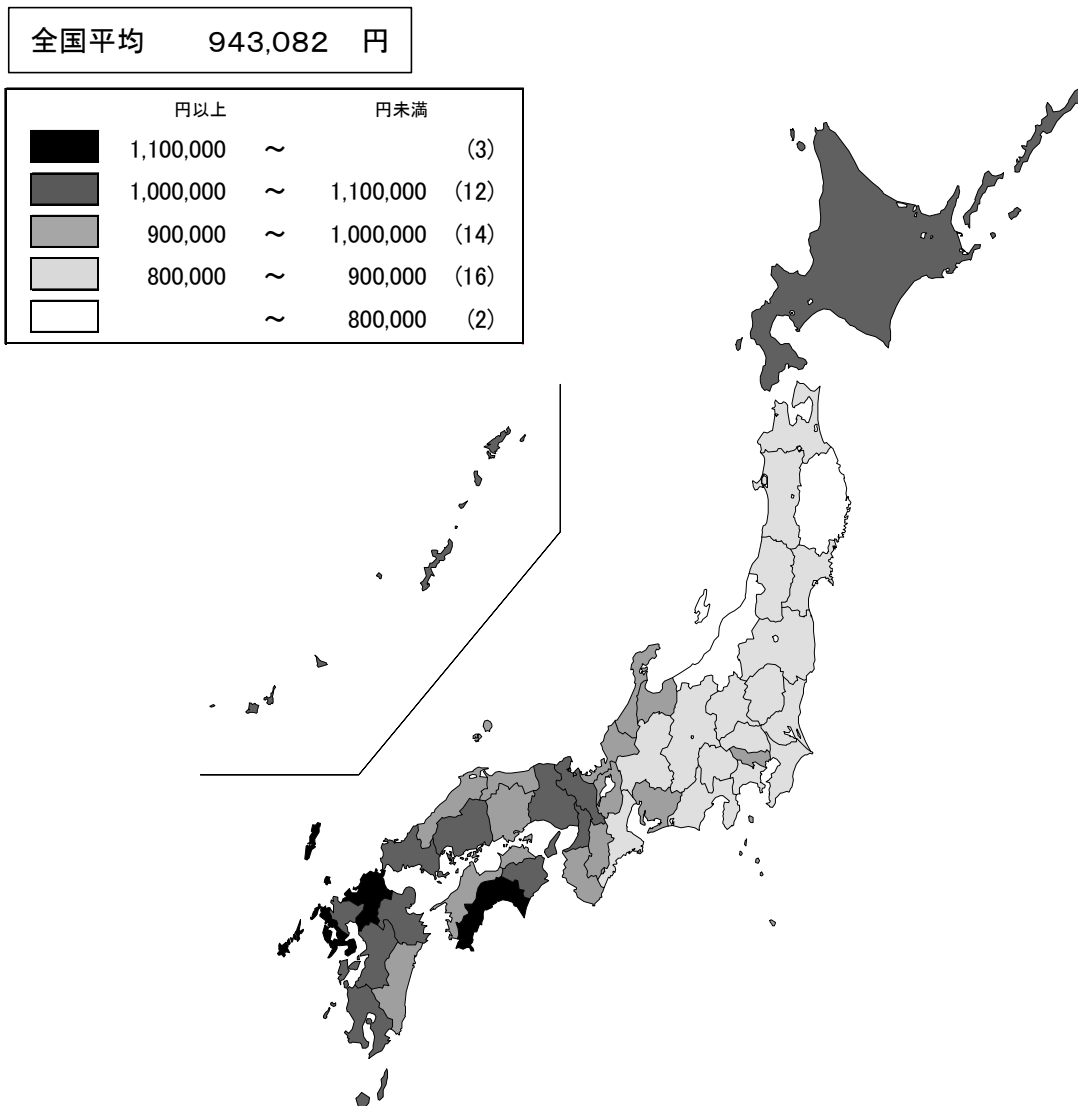 全国平均 943,082 円
円以上 円未満
1,100,000 ～ (3)
1,000,000 ～ 1,100,000 (12)
900,000 ～ 1,000,000 (14)
800,000 ～ 900,000 (16)
～ 800,000 (2)